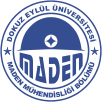 DOKUZ EYLÜL ÜNİVERSİTESİ
MADEN
MADEN MÜHENDİSLİĞİ BÖLÜMÜ